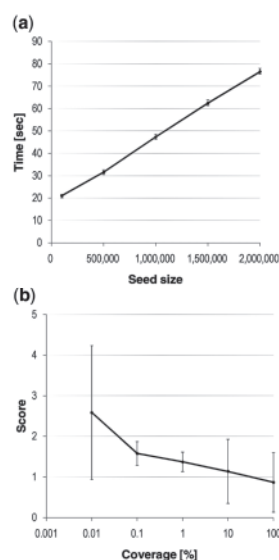 (a)
90
80
70
60
50
40
30
20
10
0
Time [sec]
0 500,000 1,000,000 1,500,000 2,000,000
Seed size
(b)
5
4
3
2
1
0
Score
0.001 0.01 0.1 1 10 100
Coverage [%]